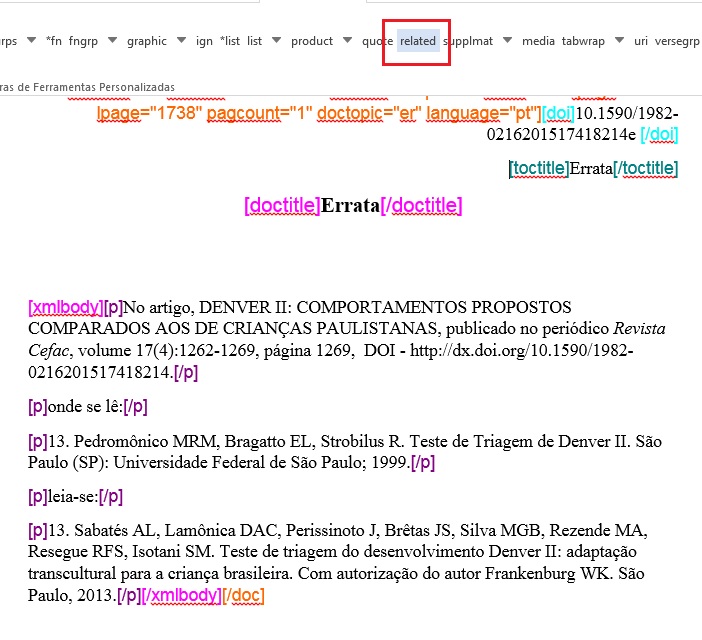 rps *fn fngrp graphic ign *list list product quote related supplmat media tabwrap uri versegrp
ras de Ferramentas Personalizadas
lpage="1738" pagcount="1" doctopic="er" language="pt"][doi]10.1590/1982-
0216201517418214e [/doi]
[toctitle]Errata[/toctitle]
[doctitle]Errata[/doctitle]
[xmlbody][p]No artigo, DENVER II: COMPORTAMENTOS PROPOSTOS
COMPARADOS AOS DE CRIANÇAS PAULISTANAS, publicado no periódico Revista
Cefac, volume 17(4):1262-1269, página 1269,  DOI - http://dx.doi.org/10.1590/1982-
0216201517418214.[/p]
[p]onde se lê:[/p]
[p]13. Pedromônico MRM, Bragatto EL, Strobilus R. Teste de Triagem de Denver II. São
Paulo (SP): Universidade Federal de São Paulo; 1999.[/p]
[p]leia-se:[/p]
[p]13. Sabatés AL, Lamônica DAC, Perissinoto J, Brêtas JS, Silva MGB, Rezende MA,
Resegue RFS, Isotani SM. Teste de triagem do desenvolvimento Denver II: adaptação
transcultural para a criança brasileira. Com autorização do autor Frankenburg WK. São
Paulo, 2013.[/p][/xmlbody][/doc]